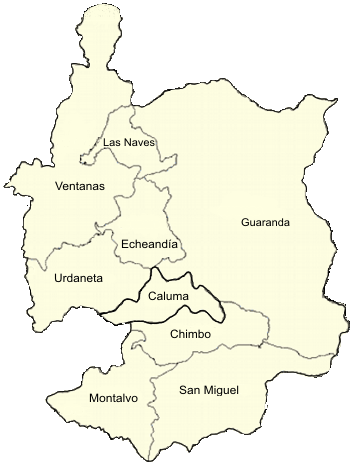 Las Naves
Ventanas
Guaranda
Echeandía
Urdaneta
Caluma
Chimbo
San Miguel
Montalvo